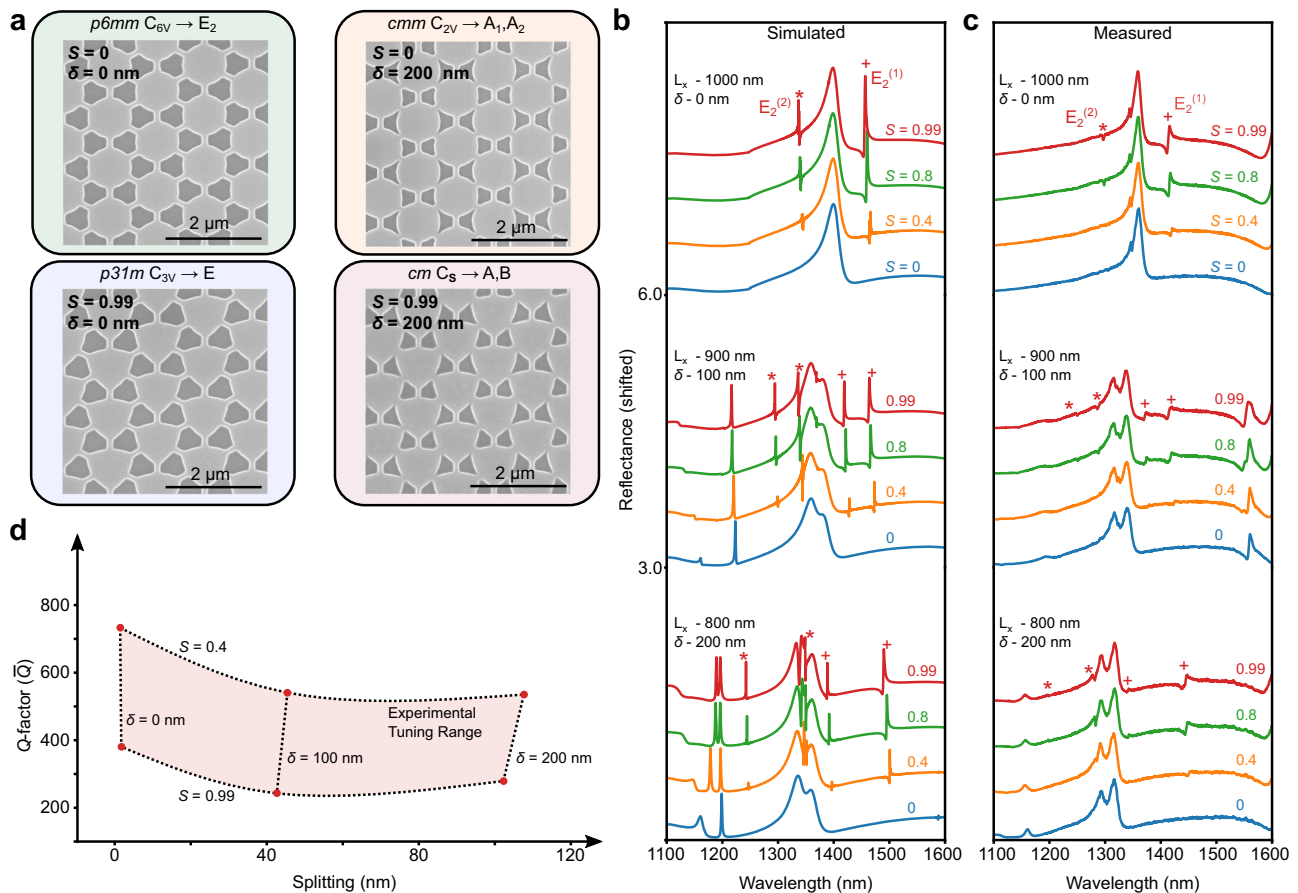 a
p6mm C6V → E2
S = 0
δ = 0 nm
2 μm
cmm C2V → A1,A2
S = 0
δ = 200 nm
2 μm
p31m C3V → E
S = 0.99
δ = 0 nm
2 μm
cm CS → A,B
S = 0.99
δ = 200 nm
2 μm
b
Simulated
Lx - 1000 nm
δ - 0 nm
E2(2)
*
+
E2(1)
S = 0.99
S = 0.8
S = 0.4
S = 0
6.0
Lx - 900 nm
δ - 100 nm
* * + +
0.99
0.8
0.4
0
3.0
Lx - 800 nm
δ - 200 nm
* * + +
0.99
0.8
0.4
0
Reflectance (shifted)
1100 1200 1300 1400 1500 1600
Wavelength (nm)
c
Measured
Lx - 1000 nm
δ - 0 nm
E2(2)
*
+
E2(1)
S = 0.99
S = 0.8
S = 0.4
S = 0
Lx - 900 nm
δ - 100 nm
* * + +
0.99
0.8
0.4
0
Lx - 800 nm
δ - 200 nm
* * + +
0.99
0.8
0.4
0
1100 1200 1300 1400 1500 1600
Wavelength (nm)
d
Q-factor (Q̅)
800
600
400
200
S = 0.4
δ = 0 nm
S = 0.99
δ = 100 nm
Experimental
Tuning Range
δ = 200 nm
0 40 80 120
Splitting (nm)